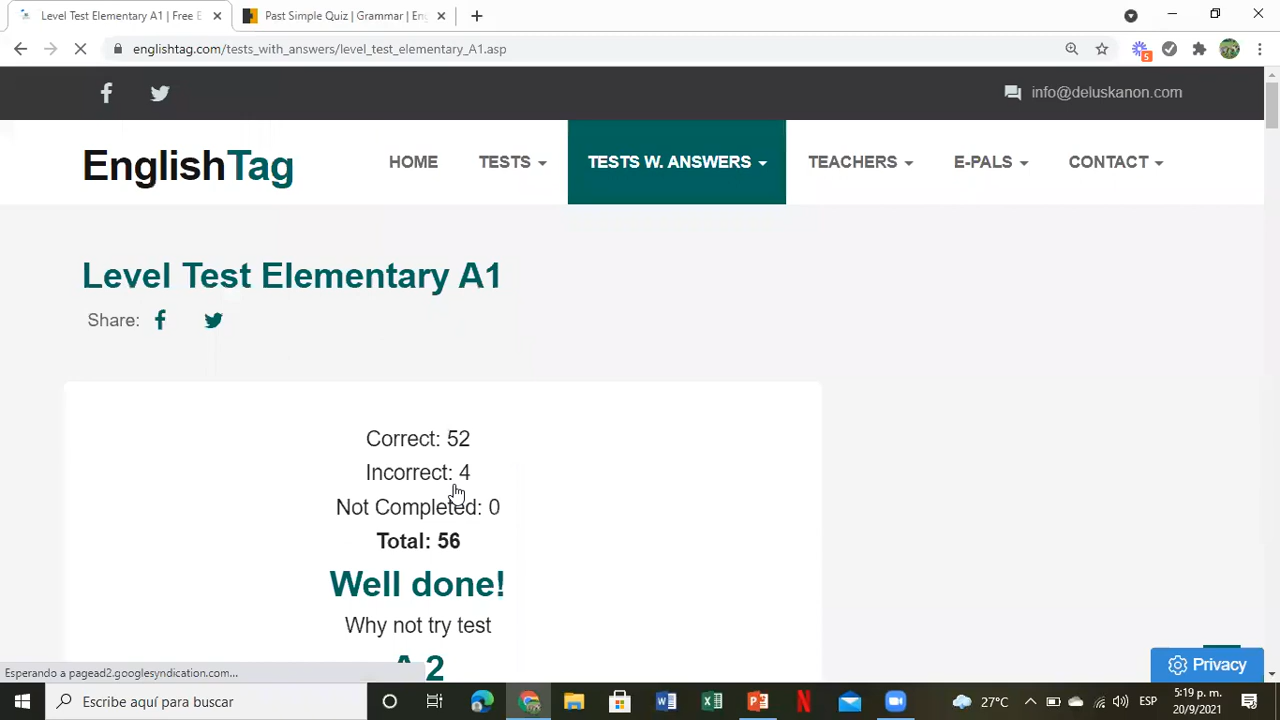 Level Test Elementary A1 | Free E
Past Simple Quiz | Grammar | Eng
englishtag.com/tests_with_answers/level_test_elementary_A1.asp
5
info@deluskanon.com
EnglishTag
HOME
TESTS
TESTS W. ANSWERS
TEACHERS
E-PALS
CONTACT
Level Test Elementary A1
Share:
Correct: 52
Incorrect: 4
Not Completed: 0
Total: 56
Well done!
Why not try test
A 2
Privacy
Esperando a pagead2.googlesyndication.com...
Escribe aquí para buscar
27°C
ESP
5:19 p. m.
20/9/2021